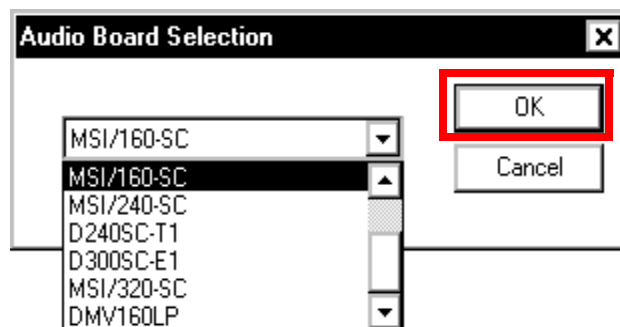 Audio Board Selection
OK
MSI/160-SC
Cancel
MSI/160-SC
MSI/240-SC
D240SC-T1
D300SC-E1
MSI/320-SC
DMV160LP